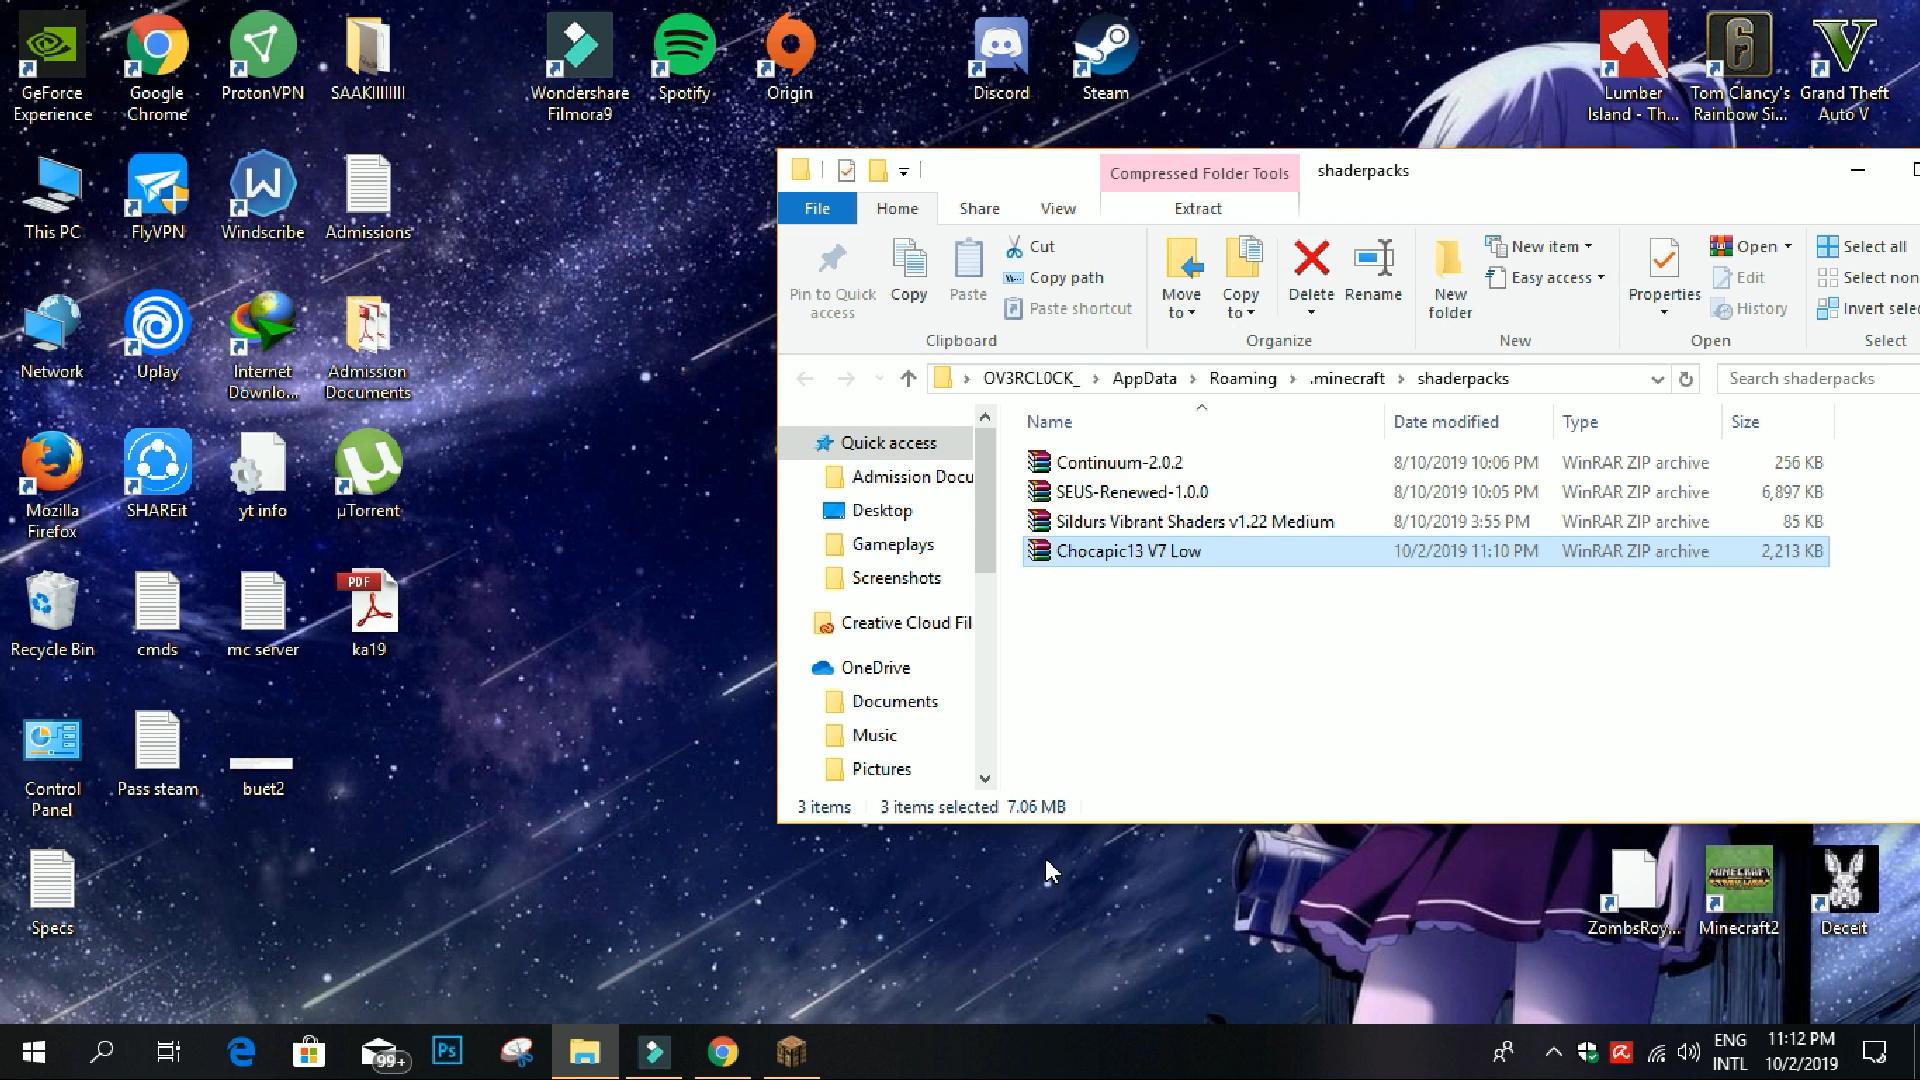 GeForce
Experience
Google
Chrome
ProtonVPN
SAAKIIIIIIII
Wondershare
Filmora9
Spotify
Origin
Discord
Steam
Lumber
Island - Th...
Tom Clancy's
Rainbow Si...
Grand Theft
Auto V
This PC
FlyVPN
Windscribe
Admissions
Network
Uplay
Internet
Downlo...
Admission
Documents
Mozilla
Firefox
SHAREit
yt info
µTorrent
Recycle Bin
cmds
mc server
PDF
ka19
Control
Panel
Pass steam
buet2
Specs
Compressed Folder Tools
shaderpacks
File
Home
Share
View
Extract
Pin to Quick
access
Copy
Paste
Cut
Copy path
Paste shortcut
Clipboard
Move
to
Copy
to
Delete
Rename
Organize
New
folder
New item
Easy access
New
Properties
Open
Edit
History
Open
Select all
Select non
Invert selec
Select
OV3RCL0CK_ > AppData > Roaming > .minecraft > shaderpacks
Search shaderpacks
Name Date modified Type Size
Continuum-2.0.2 8/10/2019 10:06 PM WinRAR ZIP archive 256 KB
SEUS-Renewed-1.0.0 8/10/2019 10:05 PM WinRAR ZIP archive 6,897 KB
Sildurs Vibrant Shaders v1.22 Medium 8/10/2019 3:55 PM WinRAR ZIP archive 85 KB
Chocapic13 V7 Low 10/2/2019 11:10 PM WinRAR ZIP archive 2,213 KB
Quick access
Admission Docu
Desktop
Gameplays
Screenshots
Creative Cloud Fil
OneDrive
Documents
Music
Pictures
3 items 3 items selected 7.06 MB
MINECRAFT
ZombsRoy...
Minecraft2
Deceit
99+
Ps
ENG
INTL
11:12 PM
10/2/2019